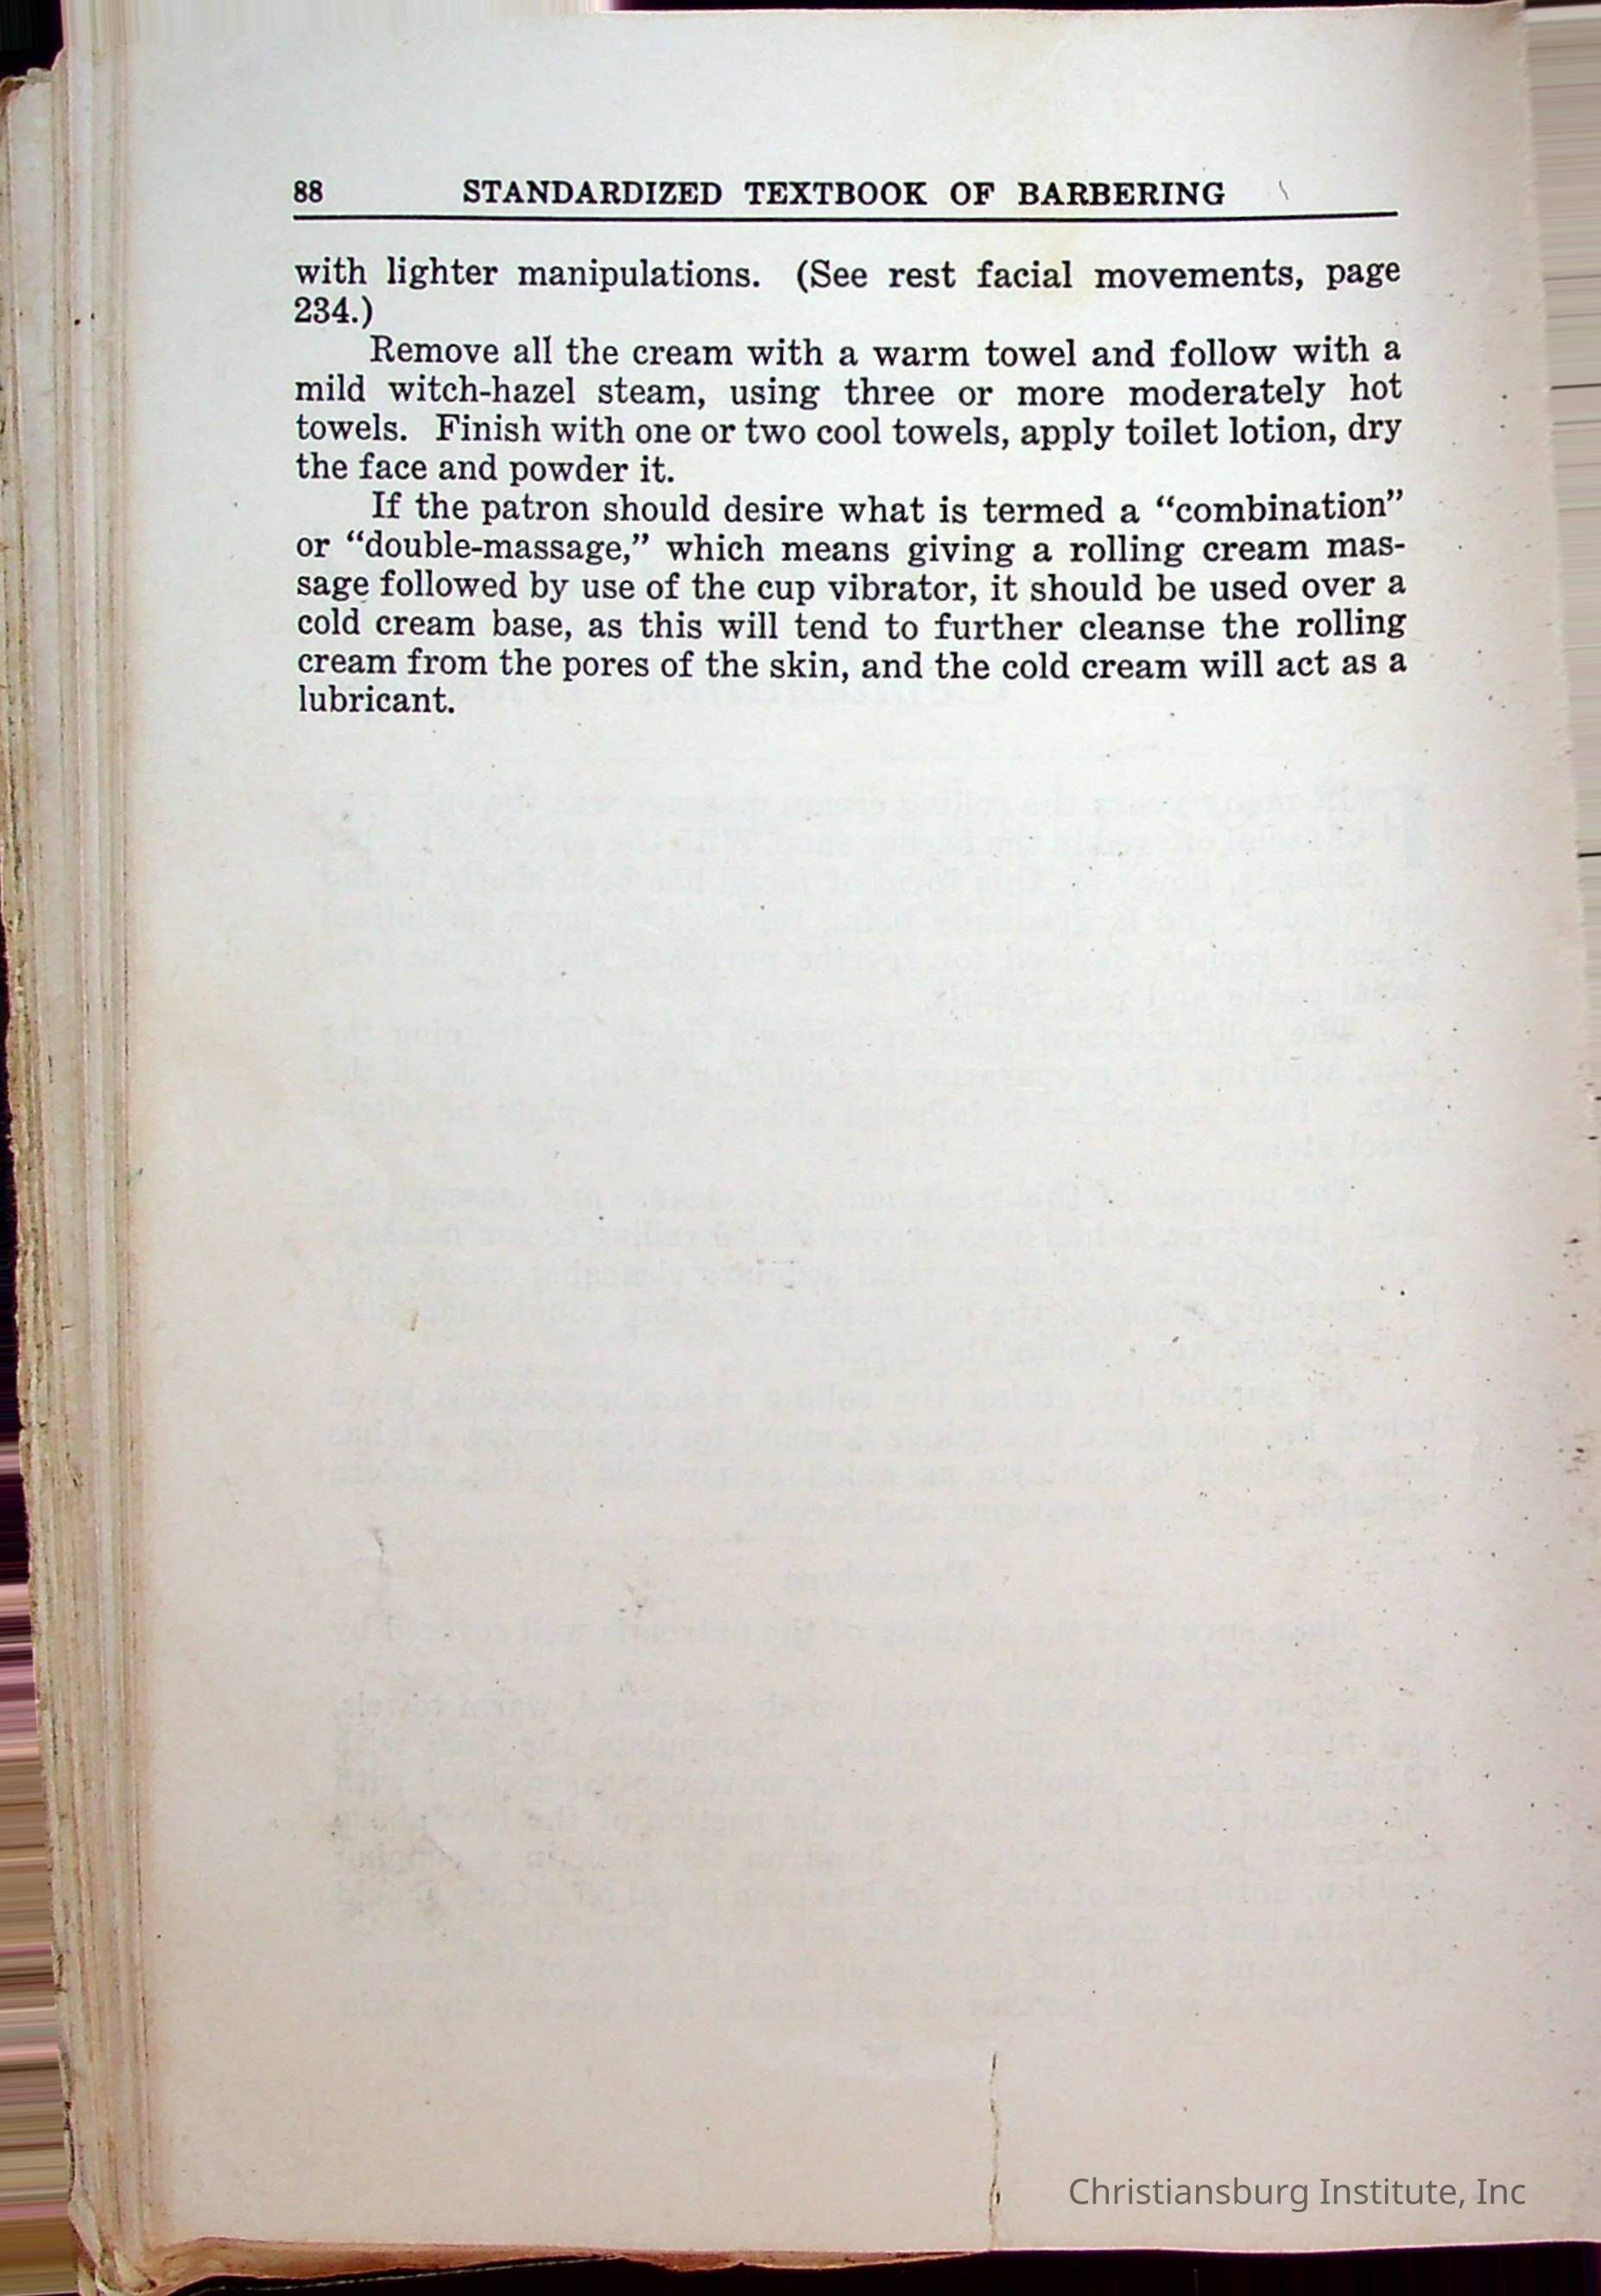 88 STANDARDIZED TEXTBOOK OF BARBERING
with lighter manipulations. (See rest facial movements, page
234.)
Remove all the cream with a warm towel and follow with a
mild witch-hazel steam, using three or more moderately hot
towels. Finish with one or two cool towels, apply toilet lotion, dry
the face and powder it.
If the patron should desire what is termed a “combination”
or “double-massage,” which means giving a rolling cream mas-
sage followed by use of the cup vibrator, it should be used over a
cold cream base, as this will tend to further cleanse the rolling
cream from the pores of the skin, and the cold cream will act as a
lubricant.
Christiansburg Institute, Inc